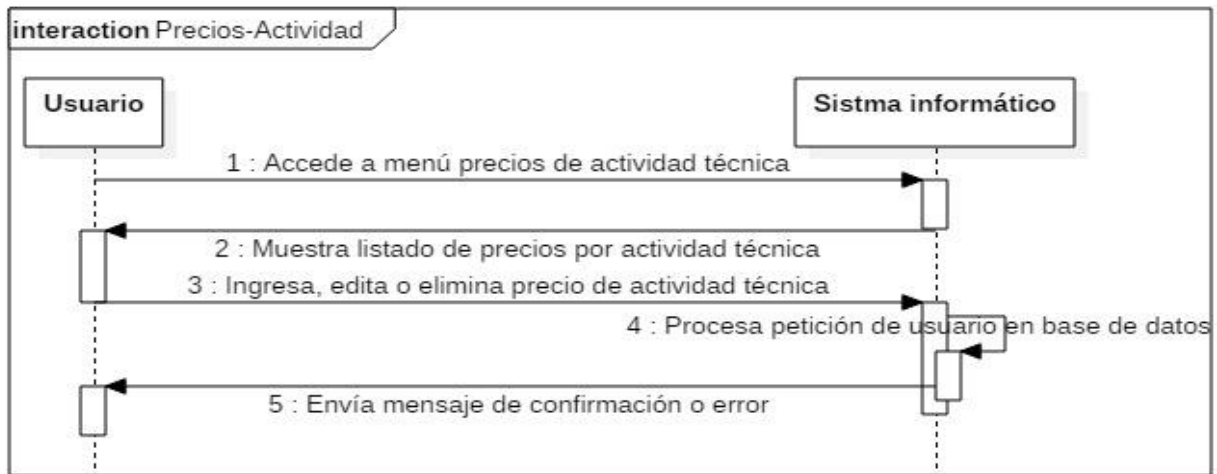 interaction Precios-Actividad
Usuario
Sistma informático
1 : Accede a menú precios de actividad técnica
2 : Muestra listado de precios por actividad técnica
3 : Ingresa, edita o elimina precio de actividad técnica
4 : Procesa petición de usuario en base de datos
5 : Envía mensaje de confirmación o error